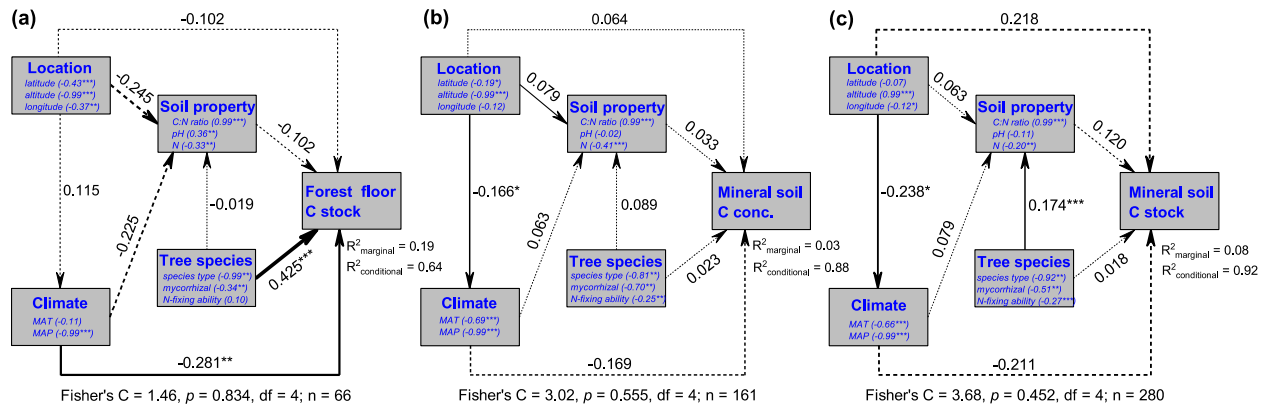 (a)
-0.102
Location
latitude (-0.43***)
altitude (-0.99***)
longitude (-0.37**)
-0.245
Soil property
C:N ratio (0.99***)
pH (0.36**)
N (-0.33**)
-0.102
0.115
-0.225
-0.019
Forest floor
C stock
R²marginal = 0.19
R²conditional = 0.64
Tree species
species type (-0.99**)
mycorrhizal (-0.34**)
N-fixing ability (0.10)
0.425***
Climate
MAT (-0.11)
MAP (-0.99***)
-0.281**
Fisher's C = 1.46, p = 0.834, df = 4; n = 66
(b)
0.064
Location
latitude (-0.19*)
altitude (-0.99***)
longitude (-0.12)
0.079
Soil property
C:N ratio (0.99***)
pH (-0.02)
N (-0.41***)
0.033
-0.166*
0.063
0.089
Mineral soil
C conc.
R²marginal = 0.03
R²conditional = 0.88
Tree species
species type (-0.81**)
mycorrhizal (-0.70**)
N-fixing ability (-0.25**)
0.023
Climate
MAT (-0.69***)
MAP (-0.99***)
-0.169
Fisher's C = 3.02, p = 0.555, df = 4; n = 161
(c)
0.218
Location
latitude (-0.07)
altitude (0.99***)
longitude (-0.12*)
0.063
Soil property
C:N ratio (0.99***)
pH (-0.11)
N (-0.20**)
0.120
-0.238*
0.079
0.174***
Mineral soil
C stock
R²marginal = 0.08
R²conditional = 0.92
Tree species
species type (-0.92**)
mycorrhizal (-0.51**)
N-fixing ability (-0.27***)
0.018
Climate
MAT (-0.66***)
MAP (-0.99***)
-0.211
Fisher's C = 3.68, p = 0.452, df = 4; n = 280